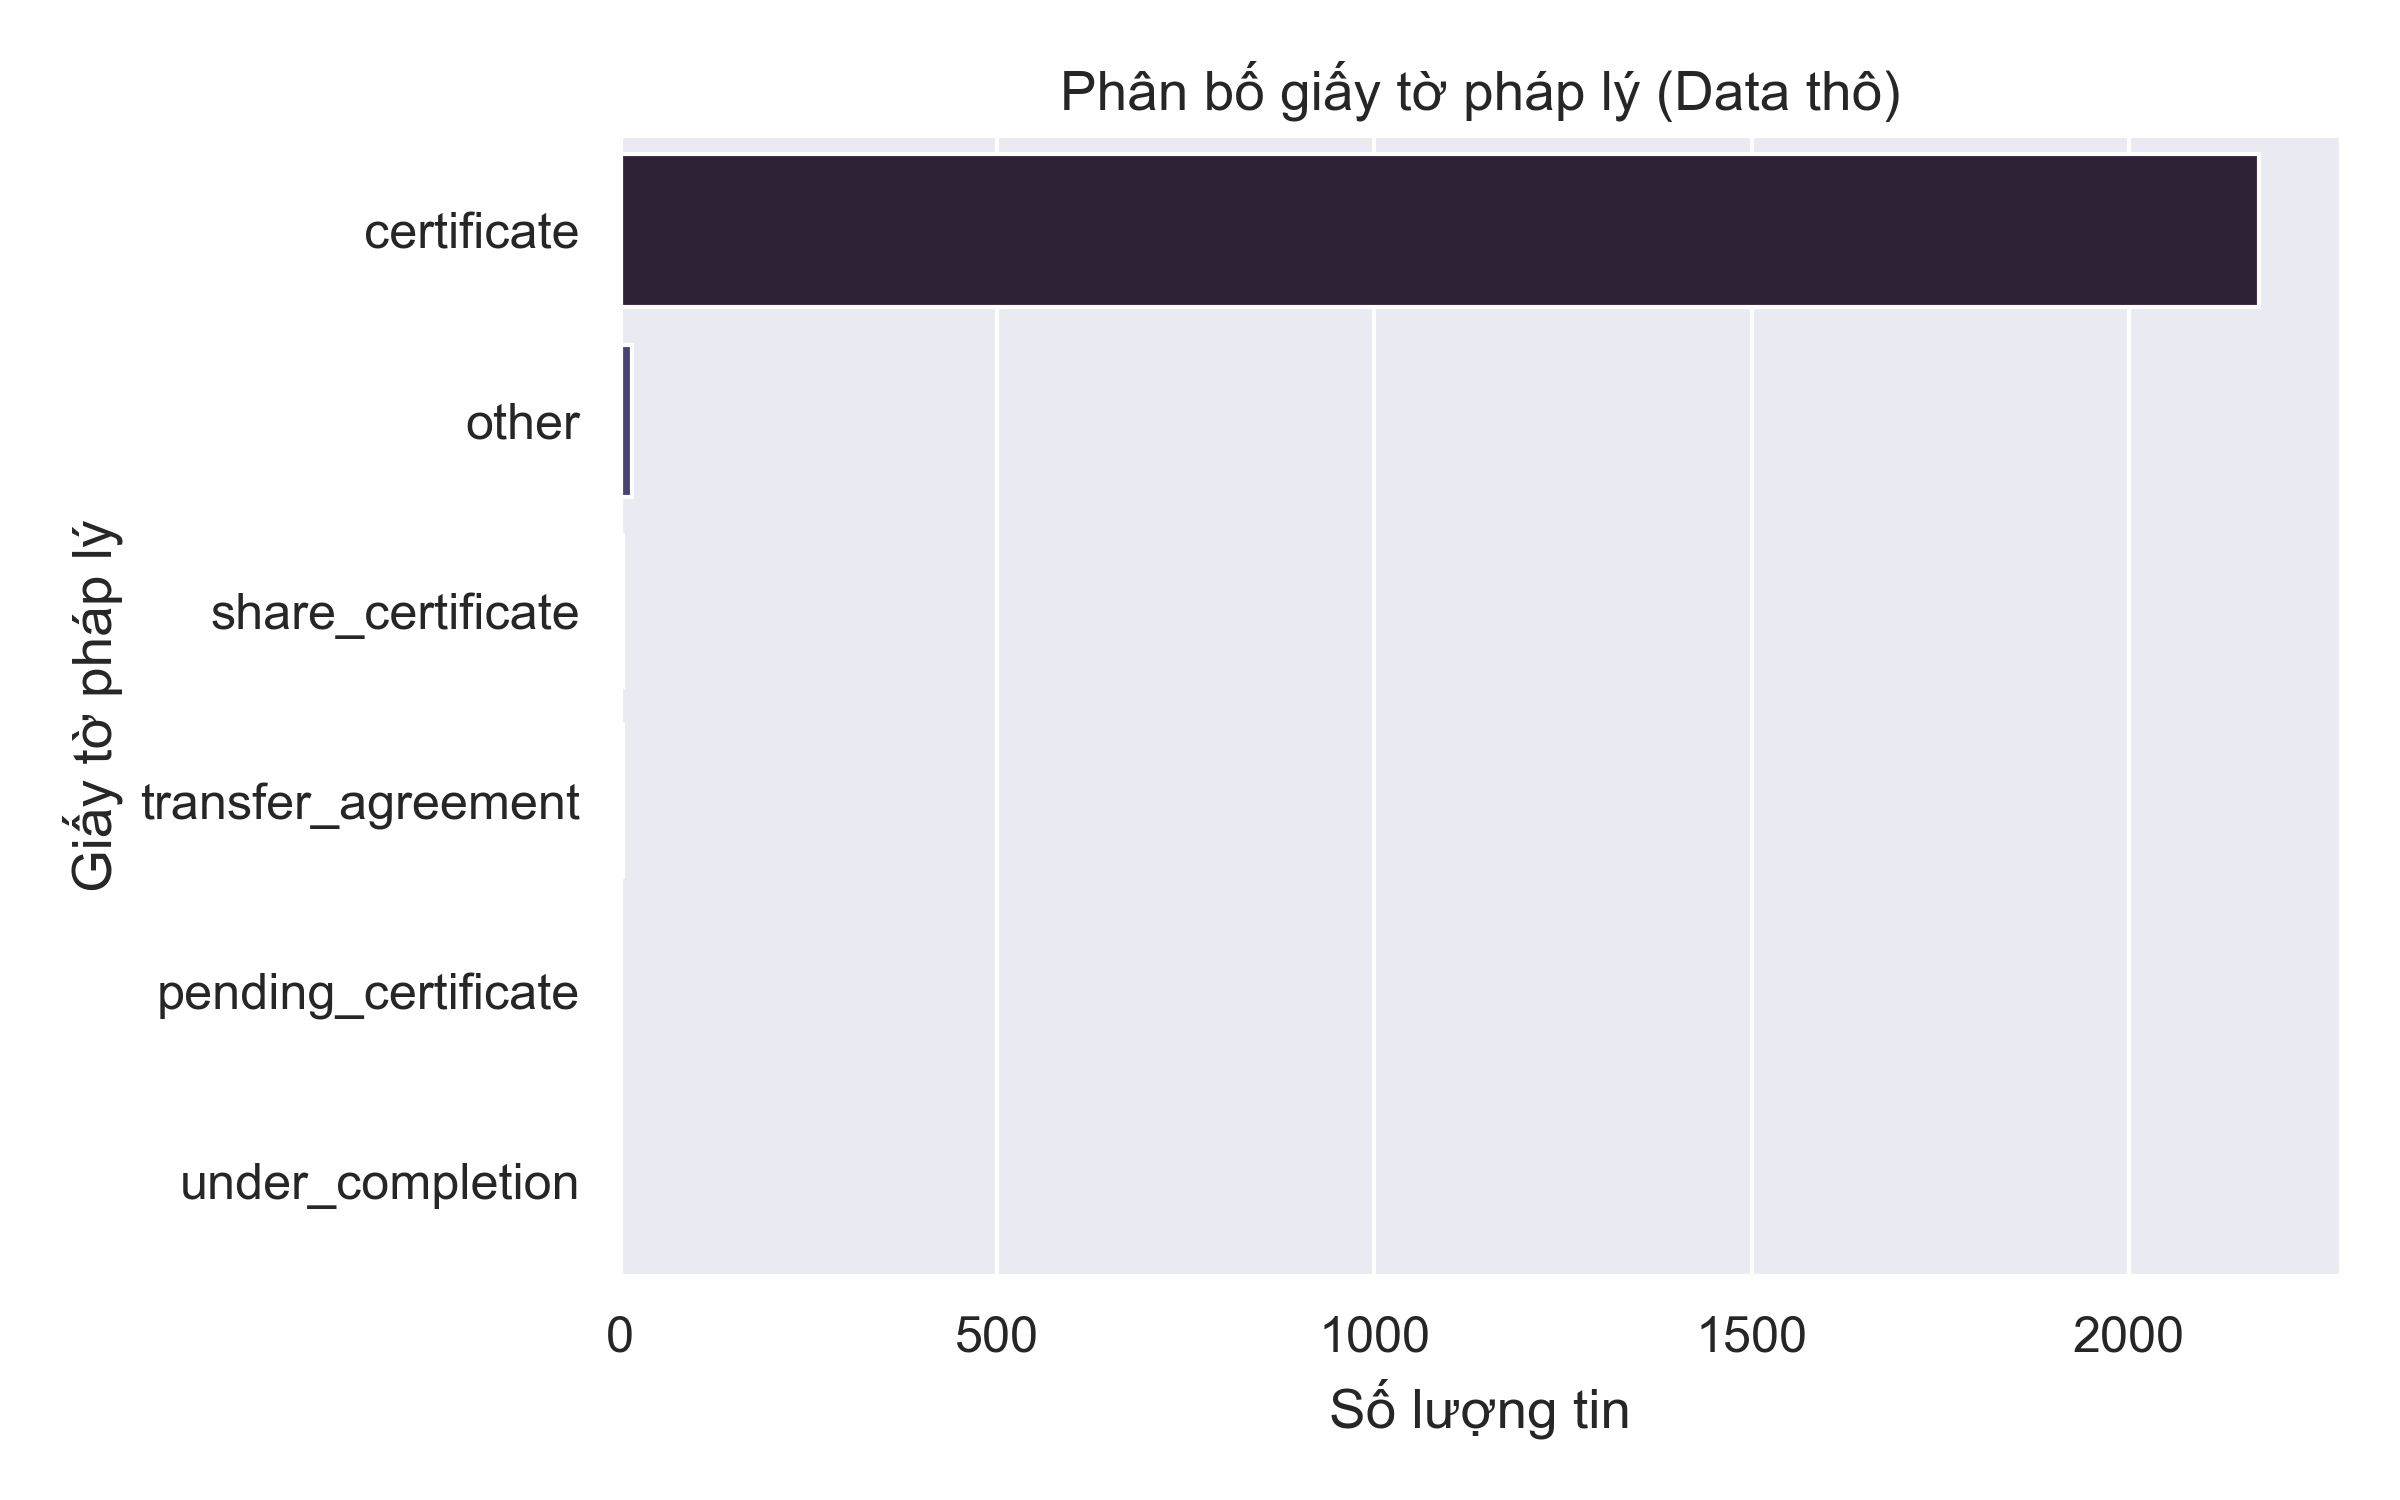 Phân bố giấy tờ pháp lý (Data thô)
Giấy tờ pháp lý
certificate
other
share_certificate
transfer_agreement
pending_certificate
under_completion
0 500 1000 1500 2000
Số lượng tin